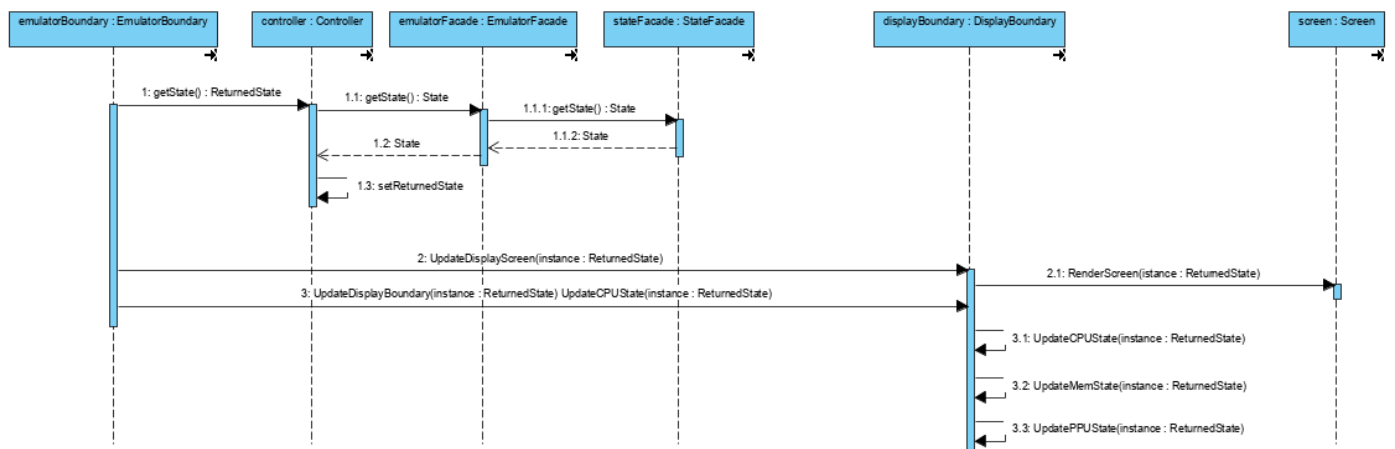 emulatorBoundary : EmulatorBoundary
controller : Controller
emulatorFacade : EmulatorFacade
stateFacade : StateFacade
displayBoundary : DisplayBoundary
screen : Screen
1: getState() : ReturnedState
1.1: getState() : State
1.1.1: getState() : State
1.1.2: State
1.2: State
1.3: setReturnedState
2: UpdateDisplayScreen(instance : ReturnedState)
2.1: RenderScreen(istance : ReturnedState)
3: UpdateDisplayBoundary(instance : ReturnedState) UpdateCPUState(instance : ReturnedState)
3.1: UpdateCPUState(instance : ReturnedState)
3.2: UpdateMemState(instance : ReturnedState)
3.3: UpdatePPUState(instance : ReturnedState)